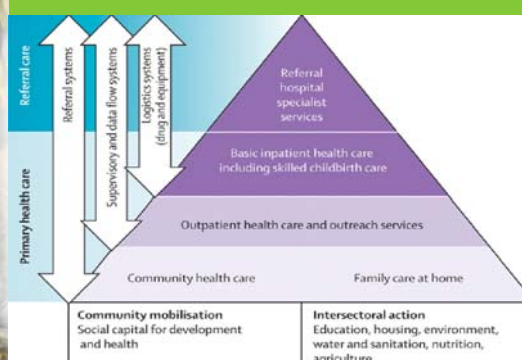 Referral care
Primary health care
Referral systems
Supervisory and data flow systems
Logistics systems
(drug and equipment)
Referral
hospital
specialist
services
Basic inpatient health care
including skilled childbirth care
Outpatient health care and outreach services
Community health care
Family care at home
Community mobilisation
Social capital for development
and health
Intersectoral action
Education, housing, environment,
water and sanitation, nutrition,
agriculture